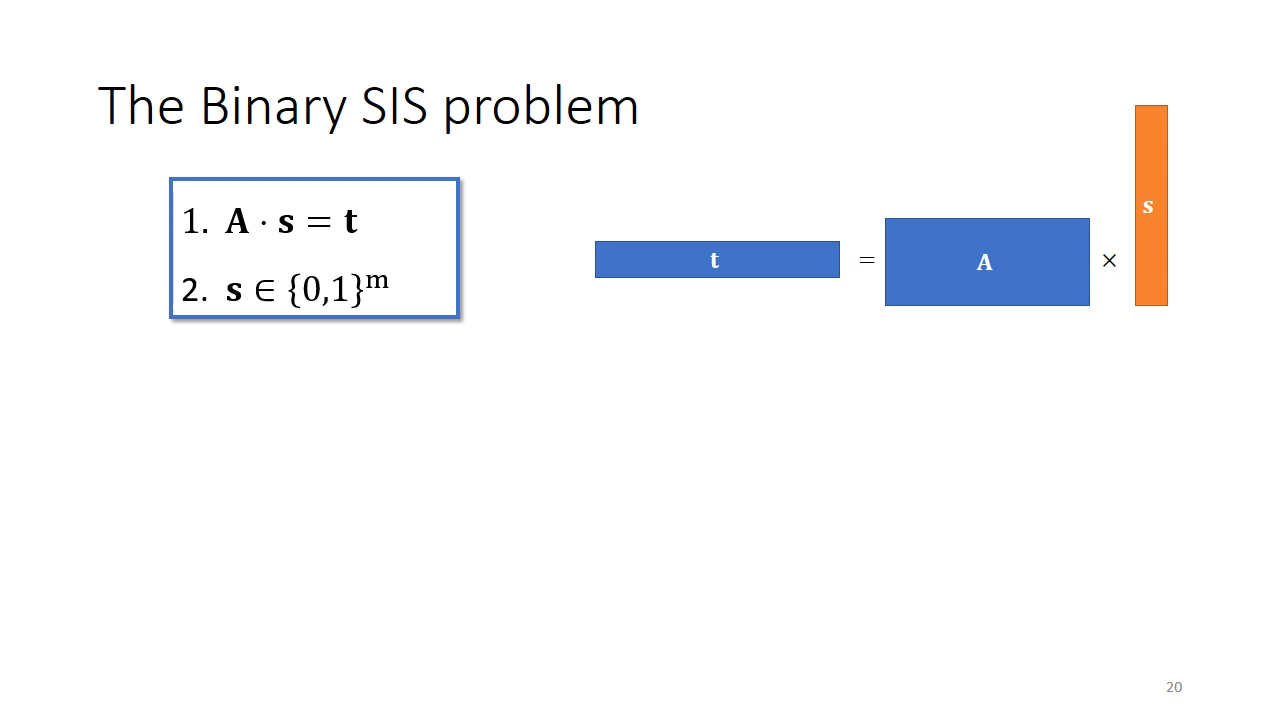 The Binary SIS problem
1. A · s = t
2. s ∈ {0,1}ᵐ
t = A × s
20